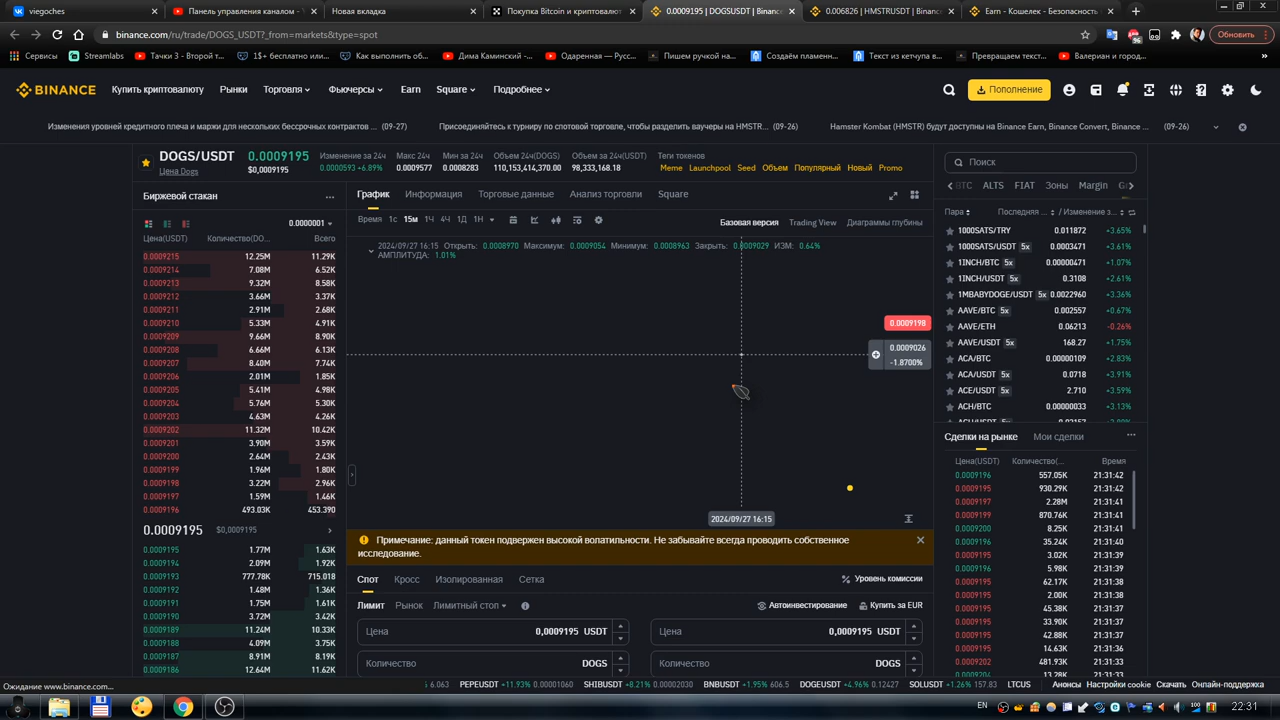 viegoches
Панель управления каналом -
Новая вкладка
Покупка Bitcoin и криптовалют
0.0009195 | DOGSUSDT | Binanc
0.006826 | HMSTRUSDT | Binanc
Earn - Кошелек - Безопасность
binance.com/ru/trade/DOGS_USDT?_from=markets&type=spot
Обновить
Сервисы
Streamlabs
Тачки 3 - Второй т...
1$+ бесплатно или...
Как выполнить об...
Дима Каминский -...
Одаренная — Русс...
Пишем ручкой на...
Создаём пламенн...
Текст из кетчупа в...
Превращаем текст...
Валериан и город...
BINANCE
Купить криптовалюту
Рынки
Торговля
Фьючерсы
Earn
Square
Подробнее
Пополнение
Изменения уровней кредитного плеча и маржи для нескольких бессрочных контрактов ... (09-27)
Присоединяйтесь к турниру по спотовой торговле, чтобы разделить ваучеры на HMSTR... (09-26)
Hamster Kombat (HMSTR) будут доступны на Binance Earn, Binance Convert, Binance ... (09-26)
DOGS/USDT
Цена Dogs
0.0009195
$0,0009195
Изменение за 24ч
0.0000593 +6.89%
Макс 24ч
0.0009577
Мин за 24ч
0.0008283
Объем 24ч(DOGS)
110,153,414,370.00
Объем за 24ч(USDT)
98,333,168.18
Теги токенов
Meme Launchpool Seed Объем Популярный Новый Promo
Поиск
BTC ALTS FIAT Зоны Margin
Биржевой стакан
0.0000001
Цена(USDT) Количество(DO... Всего
0.0009215 12.25M 11.29K
0.0009214 7.08M 6.52K
0.0009213 9.32M 8.58K
0.0009212 3.66M 3.37K
0.0009211 2.91M 2.68K
0.0009210 5.33M 4.91K
0.0009209 9.66M 8.90K
0.0009208 6.66M 6.13K
0.0009207 8.40M 7.74K
0.0009206 2.01M 1.85K
0.0009205 5.41M 4.98K
0.0009204 5.76M 5.30K
0.0009203 4.63M 4.26K
0.0009202 11.32M 10.42K
0.0009201 3.90M 3.59K
0.0009200 2.64M 2.43K
0.0009199 1.96M 1.80K
0.0009198 3.22M 2.96K
0.0009197 1.59M 1.46K
0.0009196 493.03K 453.390
0.0009195 $0,0009195
0.0009195 1.77M 1.63K
0.0009194 2.09M 1.92K
0.0009193 777.78K 715.018
0.0009192 1.48M 1.36K
0.0009191 1.75M 1.61K
0.0009190 3.72M 3.42K
0.0009189 11.24M 10.33K
0.0009188 4.09M 3.75K
0.0009187 8.91M 8.19K
0.0009186 12.64M 11.62K
График Информация Торговые данные Анализ торговли Square
Время 1с 15м 1Ч 4Ч 1Д 1Н
Базовая версия Trading View Диаграммы глубины
2024/09/27 16:15 Открыть: 0.0008970 Максимум: 0.0009054 Минимум: 0.0008963 Закрыть: 0.0009029 ИЗМ: 0.64%
АМПЛИТУДА: 1.01%
0.0009198
0.0009026
-1.8700%
2024/09/27 16:15
Примечание: данный токен подвержен высокой волатильности. Не забывайте всегда проводить собственное
исследование.
Спот Кросс Изолированная Сетка
Уровень комиссии
Лимит Рынок Лимитный стоп
Автоинвестирование Купить за EUR
Цена 0,0009195 USDT
Цена 0,0009195 USDT
Количество DOGS
Количество DOGS
Пара Последняя ... / Изменение з...
1000SATS/TRY 0.011872 +3.65%
1000SATS/USDT 5x 0.0003471 +3.61%
1INCH/BTC 5x 0.00000471 +1.07%
1INCH/USDT 5x 0.3108 +2.61%
1MBABYDOGE/USDT 5x 0.0022960 +3.36%
AAVE/BTC 5x 0.002557 +0.67%
AAVE/ETH 0.06213 -0.26%
AAVE/USDT 5x 168.27 +1.75%
ACA/BTC 0.00000109 +2.83%
ACA/USDT 5x 0.0718 +3.91%
ACE/USDT 5x 2.710 +3.59%
ACH/BTC 0.00000033 +3.13%
Сделки на рынке Мои сделки
Цена(USDT) Количество(... Время
0.0009196 557.05K 21:31:42
0.0009195 930.29K 21:31:42
0.0009197 2.28M 21:31:41
0.0009199 870.76K 21:31:41
0.0009200 8.25K 21:31:41
0.0009196 35.24K 21:31:40
0.0009195 3.02K 21:31:39
0.0009196 5.98K 21:31:39
0.0009195 62.17K 21:31:38
0.0009195 2.00K 21:31:38
0.0009195 45.38K 21:31:37
0.0009195 42.88K 21:31:37
0.0009195 14.63K 21:31:36
0.0009202 481.93K 21:31:33
Ожидание www.binance.com...
6.063 PEPEUSDT +11.93% 0.00001060 SHIBUSDT +8.21% 0.00002030 BNBUSDT +1.95% 606.5 DOGEUSDT +4.96% 0.12427 SOLUSDT +1.26% 157.83 LTCUS
Анонсы Настройки cookie Скачать Онлайн-поддержка
EN
100
22:31